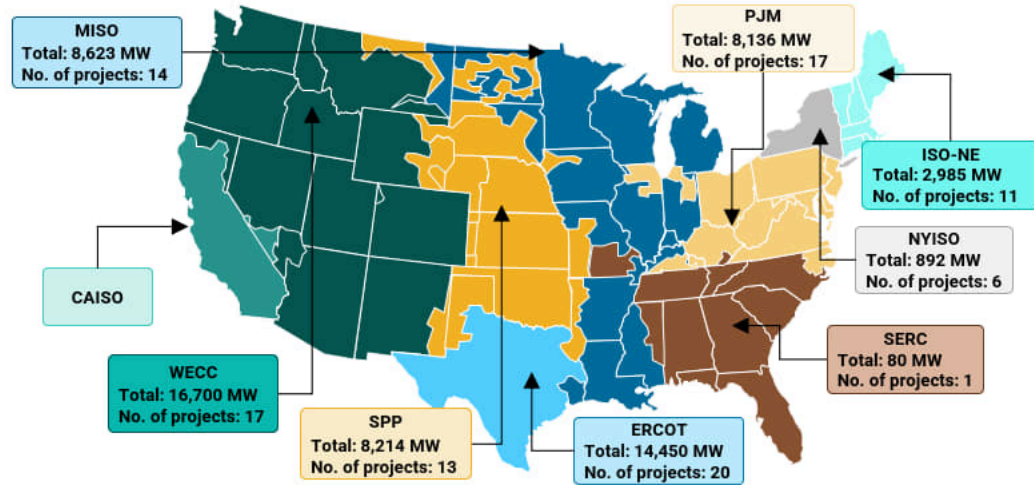 MISO
Total: 8,623 MW
No. of projects: 14
PJM
Total: 8,136 MW
No. of projects: 17
ISO-NE
Total: 2,985 MW
No. of projects: 11
NYISO
Total: 892 MW
No. of projects: 6
CAISO
SERC
Total: 80 MW
No. of projects: 1
WECC
Total: 16,700 MW
No. of projects: 17
SPP
Total: 8,214 MW
No. of projects: 13
ERCOT
Total: 14,450 MW
No. of projects: 20